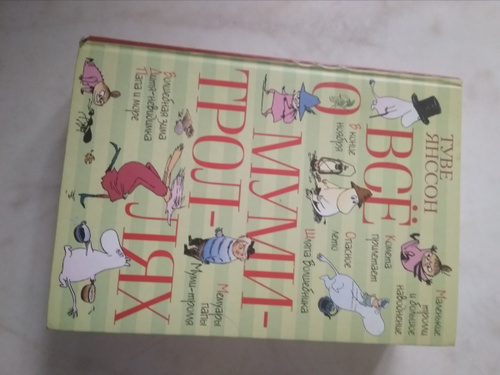 ТУВЕ
ЯНССОН
ВСЁ
О
МУМИ-
ТРОЛ-
ЛЯХ
Маленькие
тролли
и большое
наводнение
Комета
прилетает
Опасное
лето
Шляпа Волшебника
В конце
ноября
Мемуары
папы
Муми-тролля
Волшебная зима
Дитя-невидимка
Папа и море